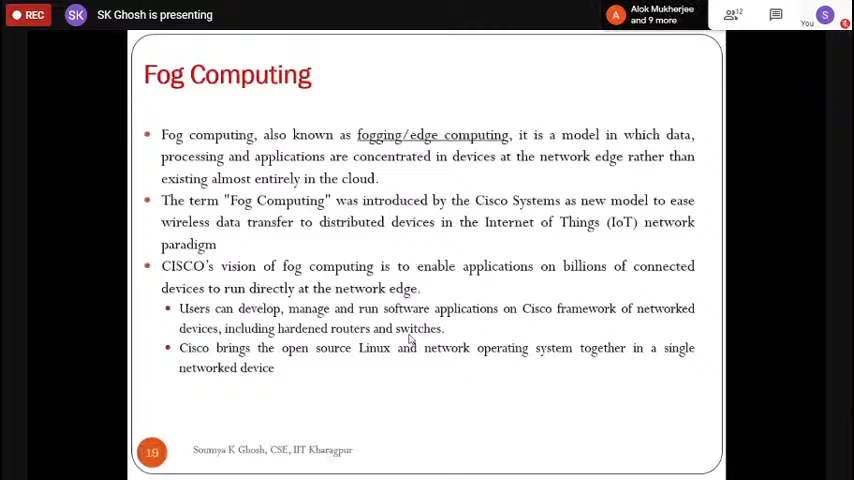 REC
SK
SK Ghosh is presenting
A
Alok Mukherjee
and 9 more
12
You
S
Fog Computing
Fog computing, also known as fogging/edge computing, it is a model in which data,
processing and applications are concentrated in devices at the network edge rather than
existing almost entirely in the cloud.
The term "Fog Computing" was introduced by the Cisco Systems as new model to ease
wireless data transfer to distributed devices in the Internet of Things (IoT) network
paradigm
CISCO's vision of fog computing is to enable applications on billions of connected
devices to run directly at the network edge.
Users can develop, manage and run software applications on Cisco framework of networked
devices, including hardened routers and switches.
Cisco brings the open source Linux and network operating system together in a single
networked device
19
Soumya K Ghosh, CSE, IIT Kharagpur